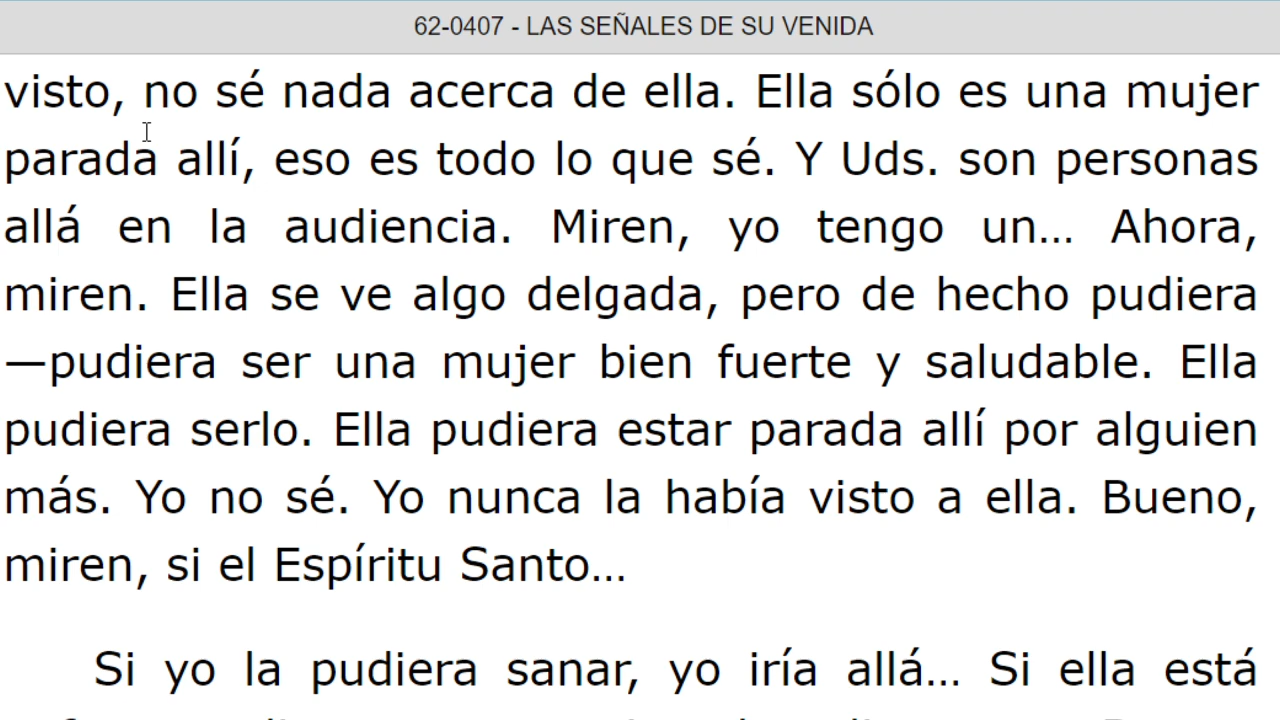 62-0407 - LAS SEÑALES DE SU VENIDA
visto, no sé nada acerca de ella. Ella sólo es una mujer
parada allí, eso es todo lo que sé. Y Uds. son personas
allá en la audiencia. Miren, yo tengo un… Ahora,
miren. Ella se ve algo delgada, pero de hecho pudiera
—pudiera ser una mujer bien fuerte y saludable. Ella
pudiera serlo. Ella pudiera estar parada allí por alguien
más. Yo no sé. Yo nunca la había visto a ella. Bueno,
miren, si el Espíritu Santo…
Si yo la pudiera sanar, yo iría allá… Si ella está